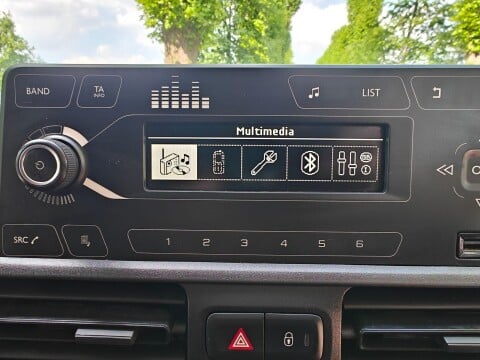 BAND
TA
INFO
LIST
Multimedia
SRC
1 2 3 4 5 6